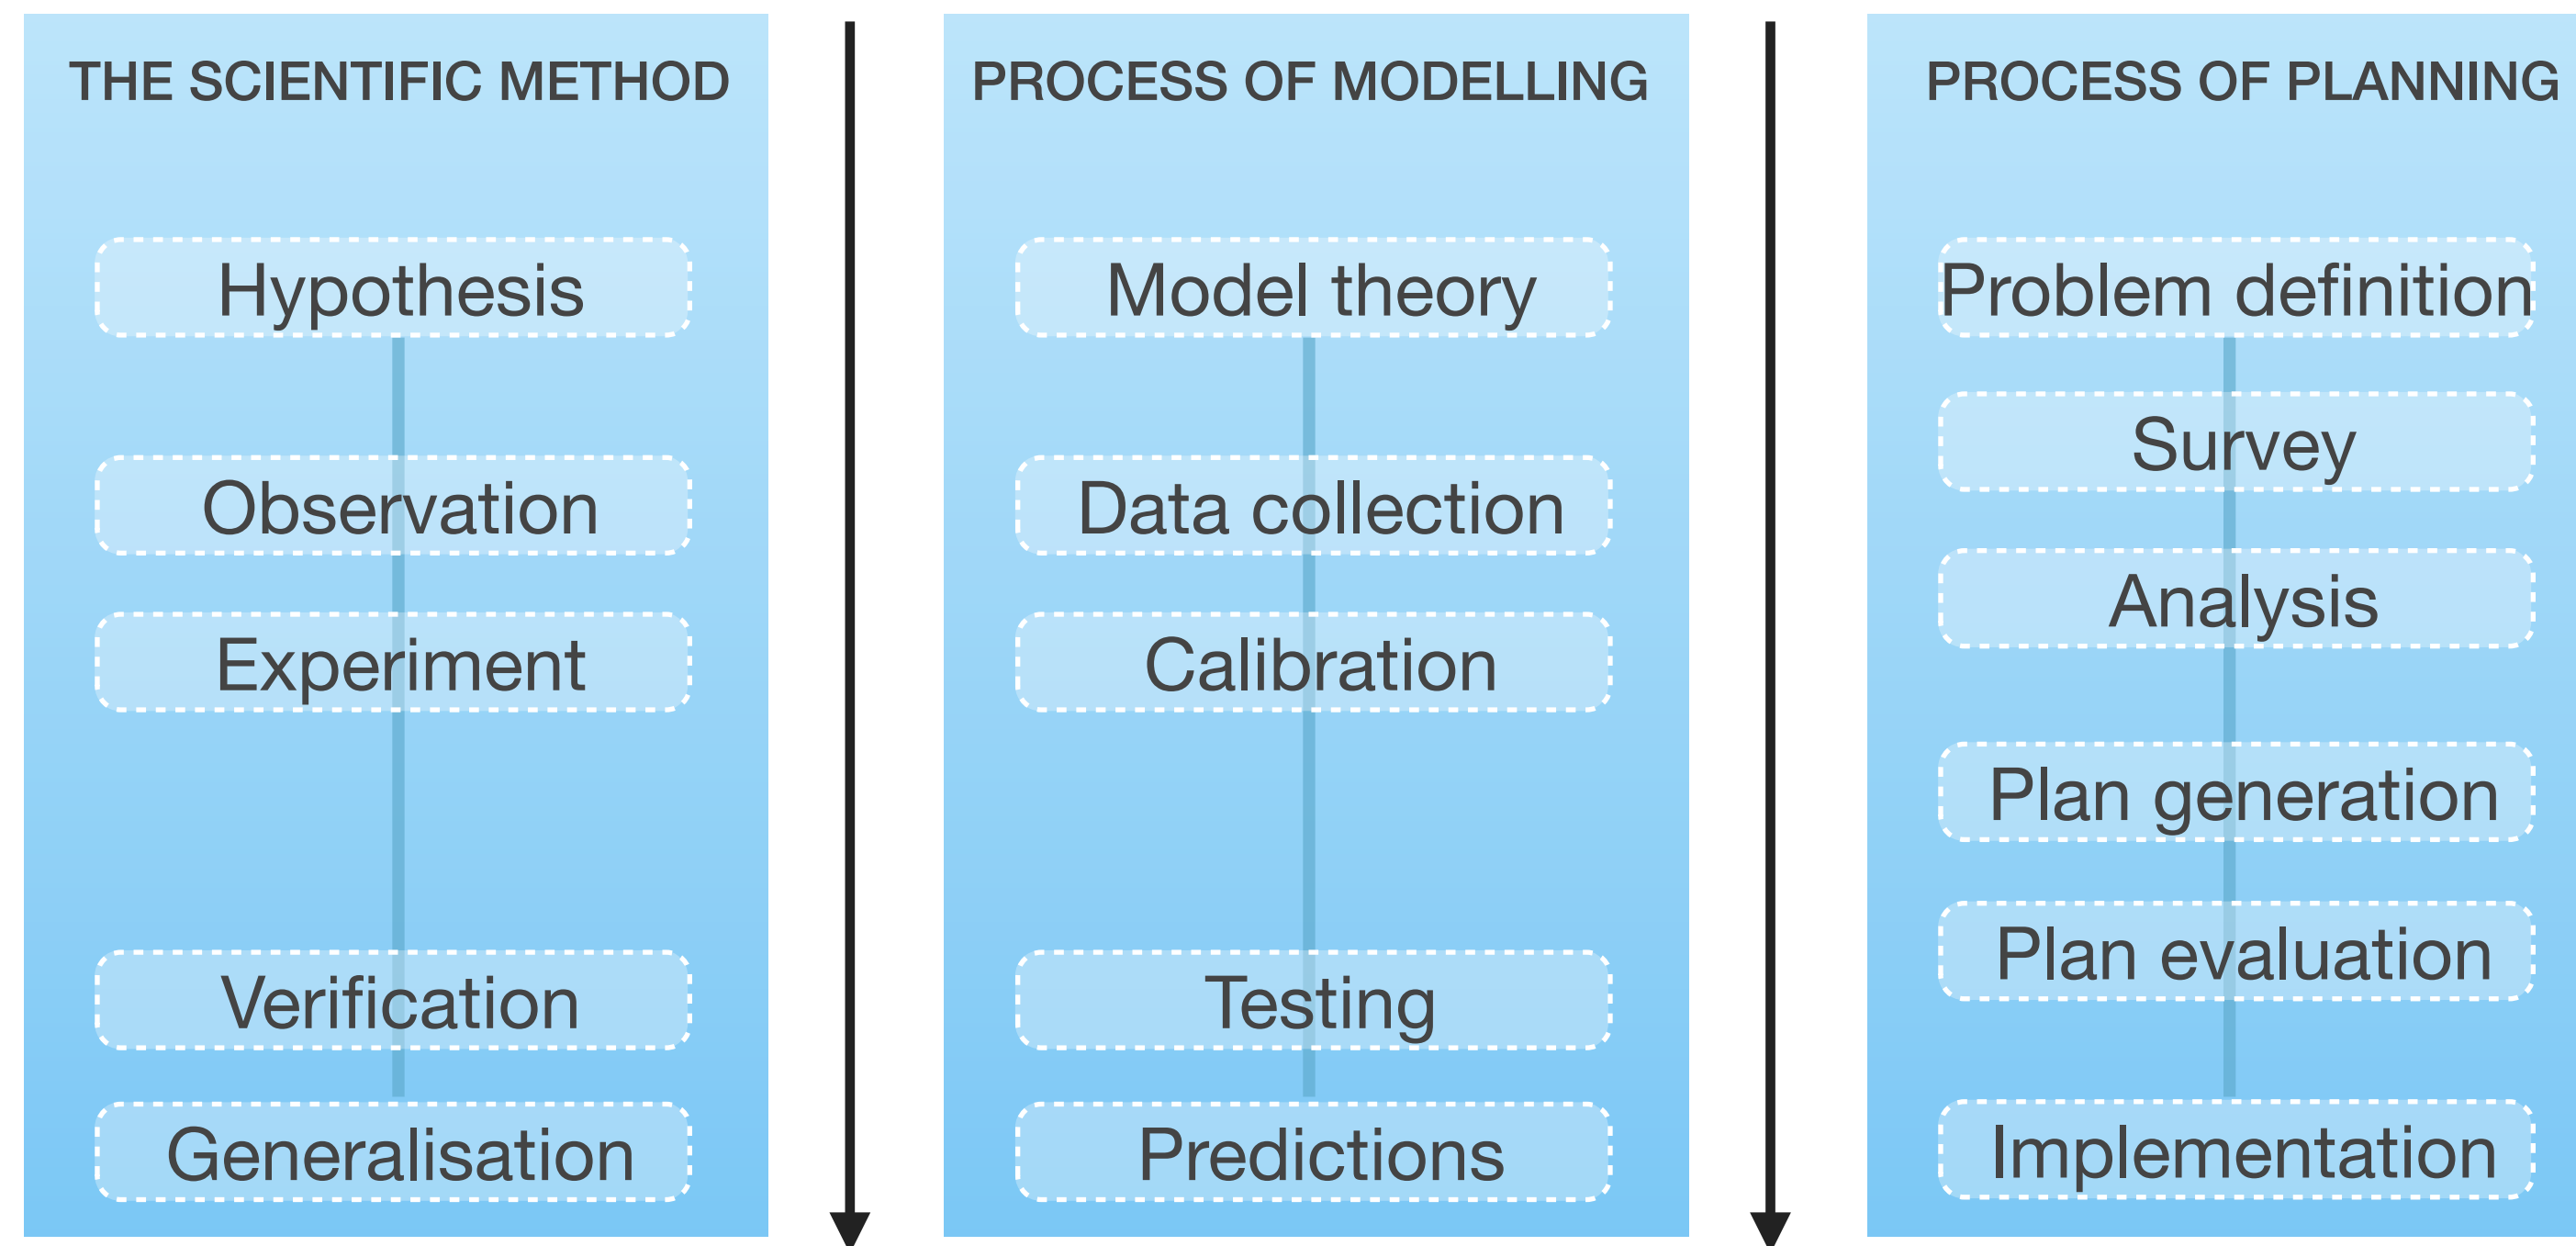 THE SCIENTIFIC METHOD
Hypothesis
Observation
Experiment
Verification
Generalisation
PROCESS OF MODELLING
Model theory
Data collection
Calibration
Testing
Predictions
PROCESS OF PLANNING
Problem definition
Survey
Analysis
Plan generation
Plan evaluation
Implementation